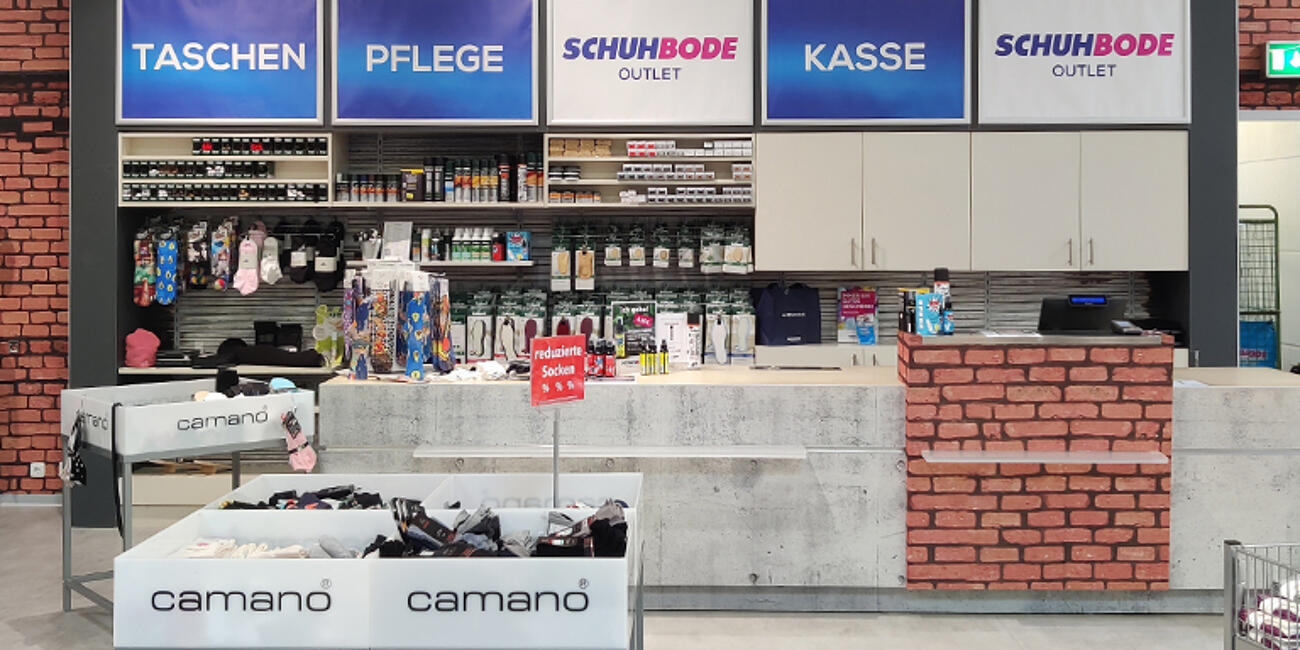 TASCHEN
PFLEGE
SCHUHBODE
OUTLET
KASSE
SCHUHBODE
OUTLET
reduzierte
Socken
% % %
camano®
camano®
camano®